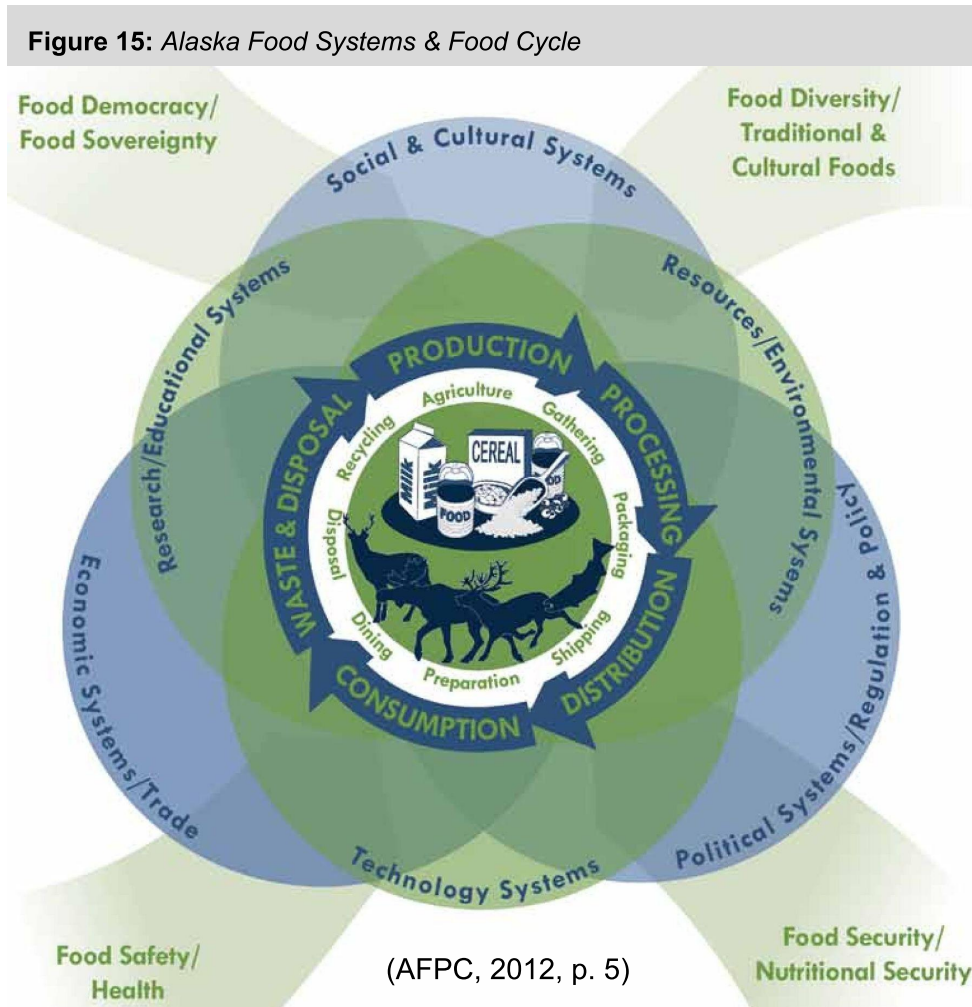 Figure 15: Alaska Food Systems & Food Cycle
Food Democracy/
Food Sovereignty
Food Diversity/
Traditional &
Cultural Foods
Social & Cultural Systems
Research/Educational Systems
Resources/Environmental Sysems
Economic Systems/Trade
Political Systems/Regulation & Policy
Technology Systems
PRODUCTION
PROCESSING
DISTRIBUTION
CONSUMPTION
WASTE & DISPOSAL
Agriculture
Gathering
Packaging
Shipping
Preparation
Dining
Disposal
Recycling
Milk
Milk
CEREAL
FOOD
OD
Food Safety/
Health
(AFPC, 2012, p. 5)
Food Security/
Nutritional Security